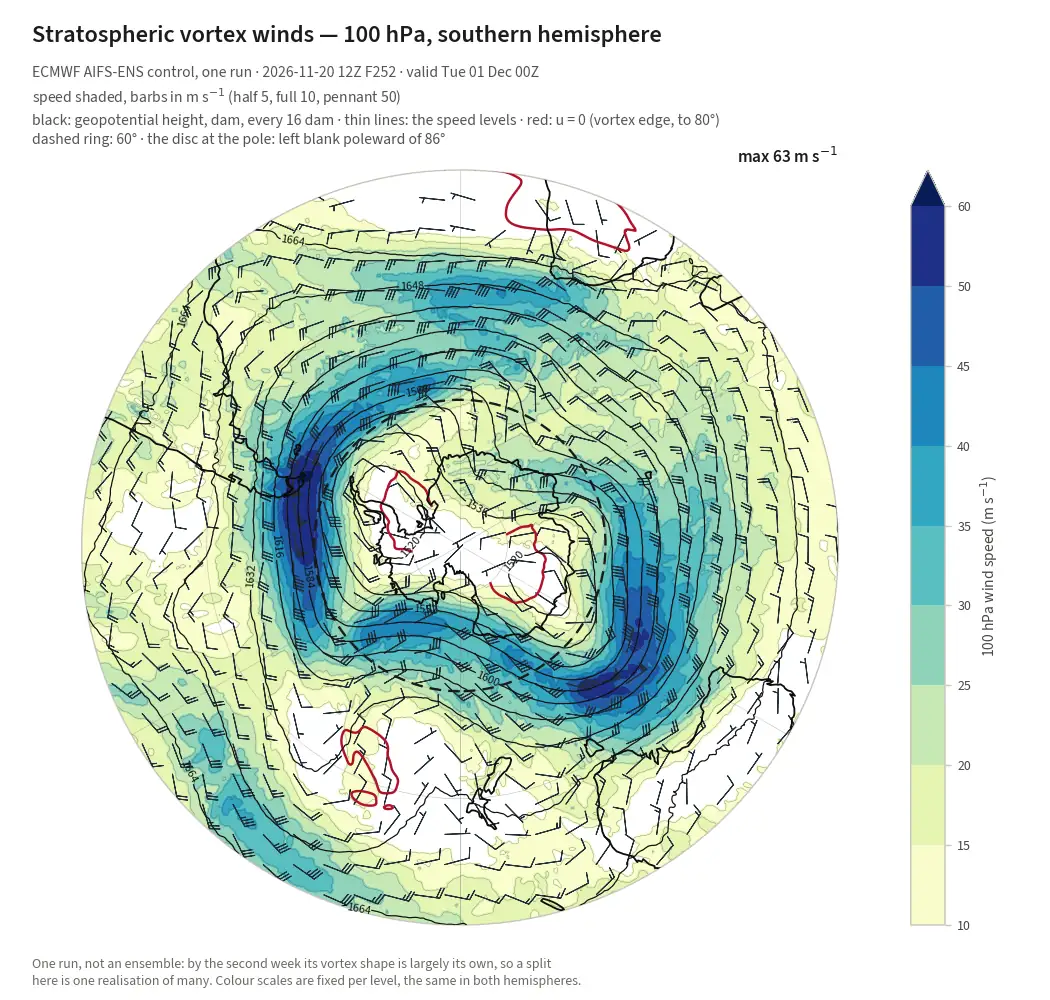 Stratospheric vortex winds — 100 hPa, southern hemisphere
ECMWF AIFS-ENS control, one run · 2026-11-20 12Z F252 · valid Tue 01 Dec 00Z
speed shaded, barbs in m s⁻¹ (half 5, full 10, pennant 50)
black: geopotential height, dam, every 16 dam · thin lines: the speed levels · red: u = 0 (vortex edge, to 80°)
dashed ring: 60° · the disc at the pole: left blank poleward of 86°
max 63 m s⁻¹
1664
1648
1664
1536
1520
1520
1616
1584
1632
1600
1664
1664
60
50
45
40
35
30
25
20
15
10
100 hPa wind speed (m s⁻¹)
One run, not an ensemble: by the second week its vortex shape is largely its own, so a split
here is one realisation of many. Colour scales are fixed per level, the same in both hemispheres.